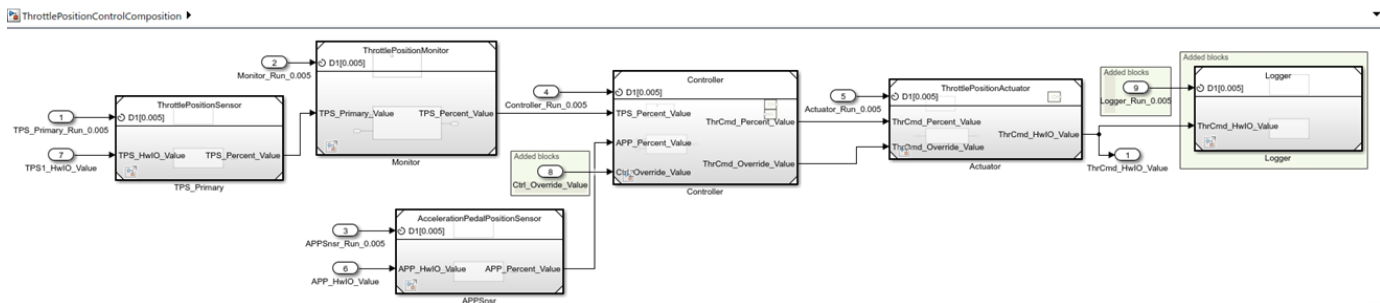 ThrottlePositionControlComposition
1
TPS_Primary_Run_0.005
7
TPS1_HwIO_Value
ThrottlePositionSensor
D1[0.005]
TPS_HwIO_Value
TPS_Percent_Value
TPS_Primary
2
Monitor_Run_0.005
ThrottlePositionMonitor
D1[0.005]
TPS_Primary_Value
TPS_Percent_Value
Monitor
3
APPSnsr_Run_0.005
6
APP_HwIO_Value
AccelerationPedalPositionSensor
D1[0.005]
APP_HwIO_Value
APP_Percent_Value
APPSnsr
4
Controller_Run_0.005
Added blocks
8
Ctrl_Override_Value
Controller
D1[0.005]
TPS_Percent_Value
APP_Percent_Value
Ctrl_Override_Value
ThrCmd_Percent_Value
ThrCmd_Override_Value
Controller
5
Actuator_Run_0.005
ThrottlePositionActuator
D1[0.005]
ThrCmd_Percent_Value
ThrCmd_Override_Value
ThrCmd_HwIO_Value
Actuator
1
ThrCmd_HwIO_Value
Added blocks
9
Logger_Run_0.005
Added blocks
Logger
D1[0.005]
ThrCmd_HwIO_Value
Logger